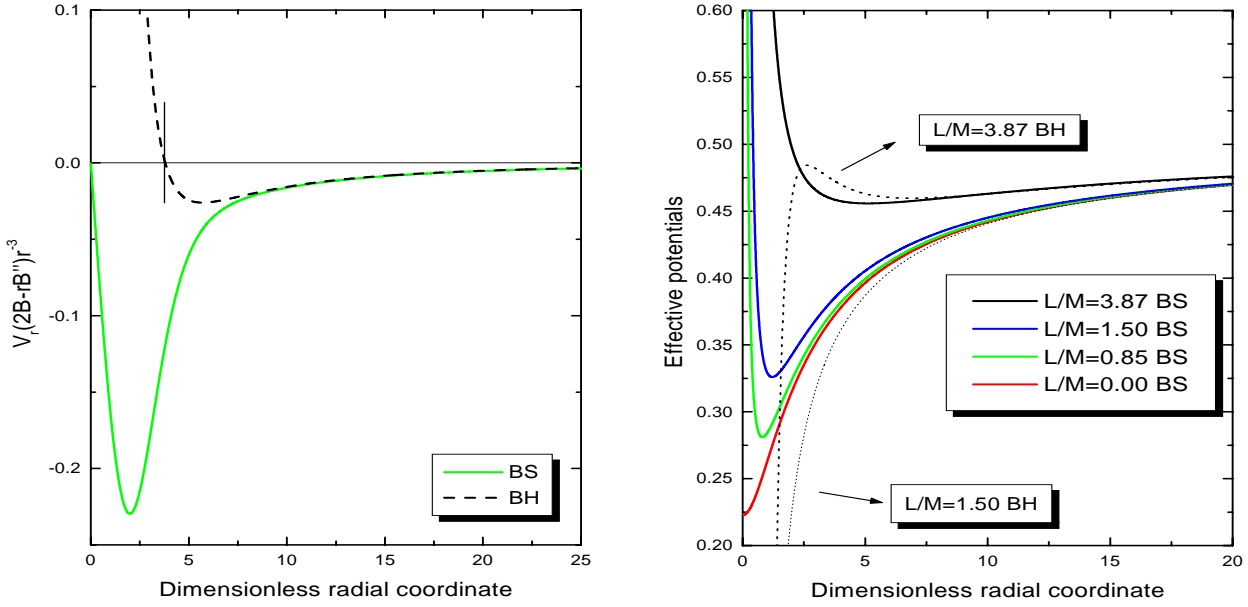 0.1
0.0
-0.1
-0.2
0
5
10
15
20
25
V_r(2B-rB'')r^-3
Dimensionless radial coordinate
BS
BH
0.60
0.55
0.50
0.45
0.40
0.35
0.30
0.25
0.20
0
5
10
15
20
Effective potentials
Dimensionless radial coordinate
L/M=3.87 BH
L/M=3.87 BS
L/M=1.50 BS
L/M=0.85 BS
L/M=0.00 BS
L/M=1.50 BH